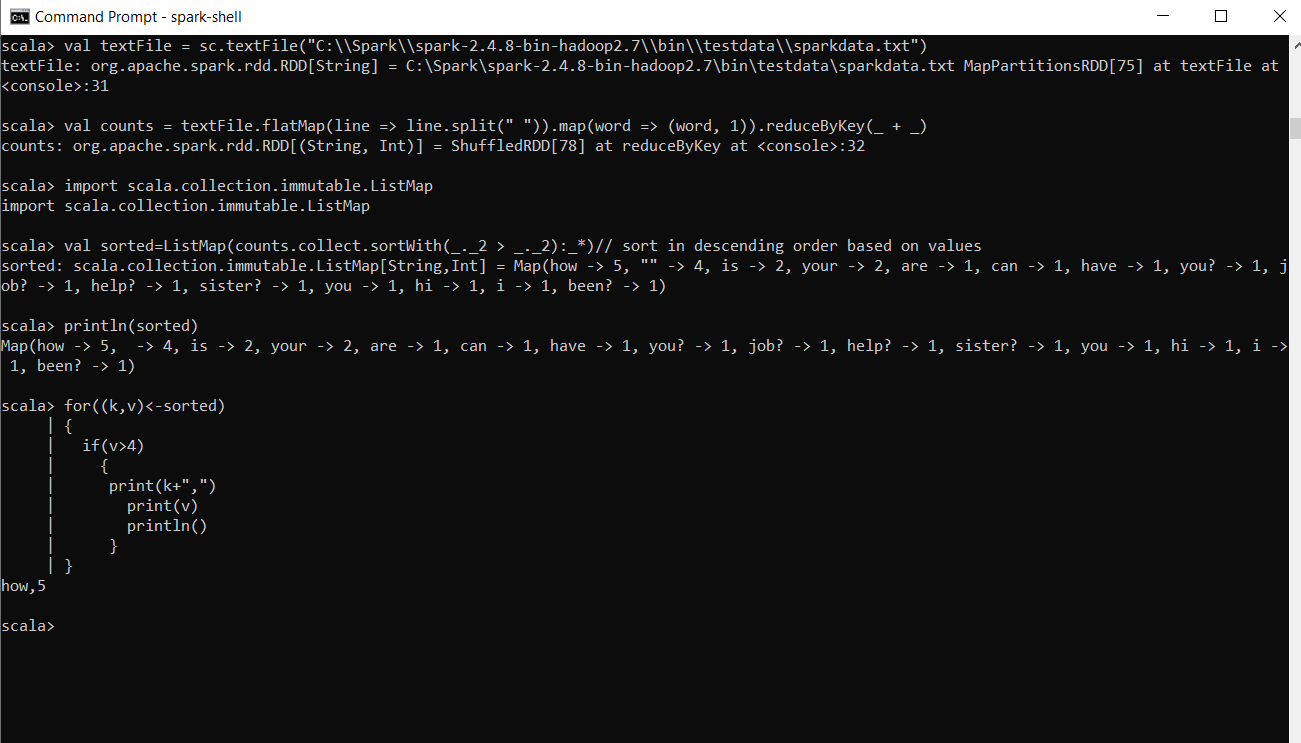 Command Prompt - spark-shell
scala> val textFile = sc.textFile("C:\\Spark\\spark-2.4.8-bin-hadoop2.7\\bin\\testdata\\sparkdata.txt")
textFile: org.apache.spark.rdd.RDD[String] = C:\Spark\spark-2.4.8-bin-hadoop2.7\bin\testdata\sparkdata.txt MapPartitionsRDD[75] at textFile at
<console>:31
scala> val counts = textFile.flatMap(line => line.split(" ")).map(word => (word, 1)).reduceByKey(_ + _)
counts: org.apache.spark.rdd.RDD[(String, Int)] = ShuffledRDD[78] at reduceByKey at <console>:32
scala> import scala.collection.immutable.ListMap
import scala.collection.immutable.ListMap
scala> val sorted=ListMap(counts.collect.sortWith(_._2 > _._2):_*)// sort in descending order based on values
sorted: scala.collection.immutable.ListMap[String,Int] = Map(how -> 5, "" -> 4, is -> 2, your -> 2, are -> 1, can -> 1, have -> 1, you? -> 1, j
ob? -> 1, help? -> 1, sister? -> 1, you -> 1, hi -> 1, i -> 1, been? -> 1)
scala> println(sorted)
Map(how -> 5,  -> 4, is -> 2, your -> 2, are -> 1, can -> 1, have -> 1, you? -> 1, job? -> 1, help? -> 1, sister? -> 1, you -> 1, hi -> 1, i ->
 1, been? -> 1)
scala> for((k,v)<-sorted)
     | {
     |   if(v>4)
     |     {
     |      print(k+",")
     |        print(v)
     |        println()
     |      }
     | }
how,5
scala>